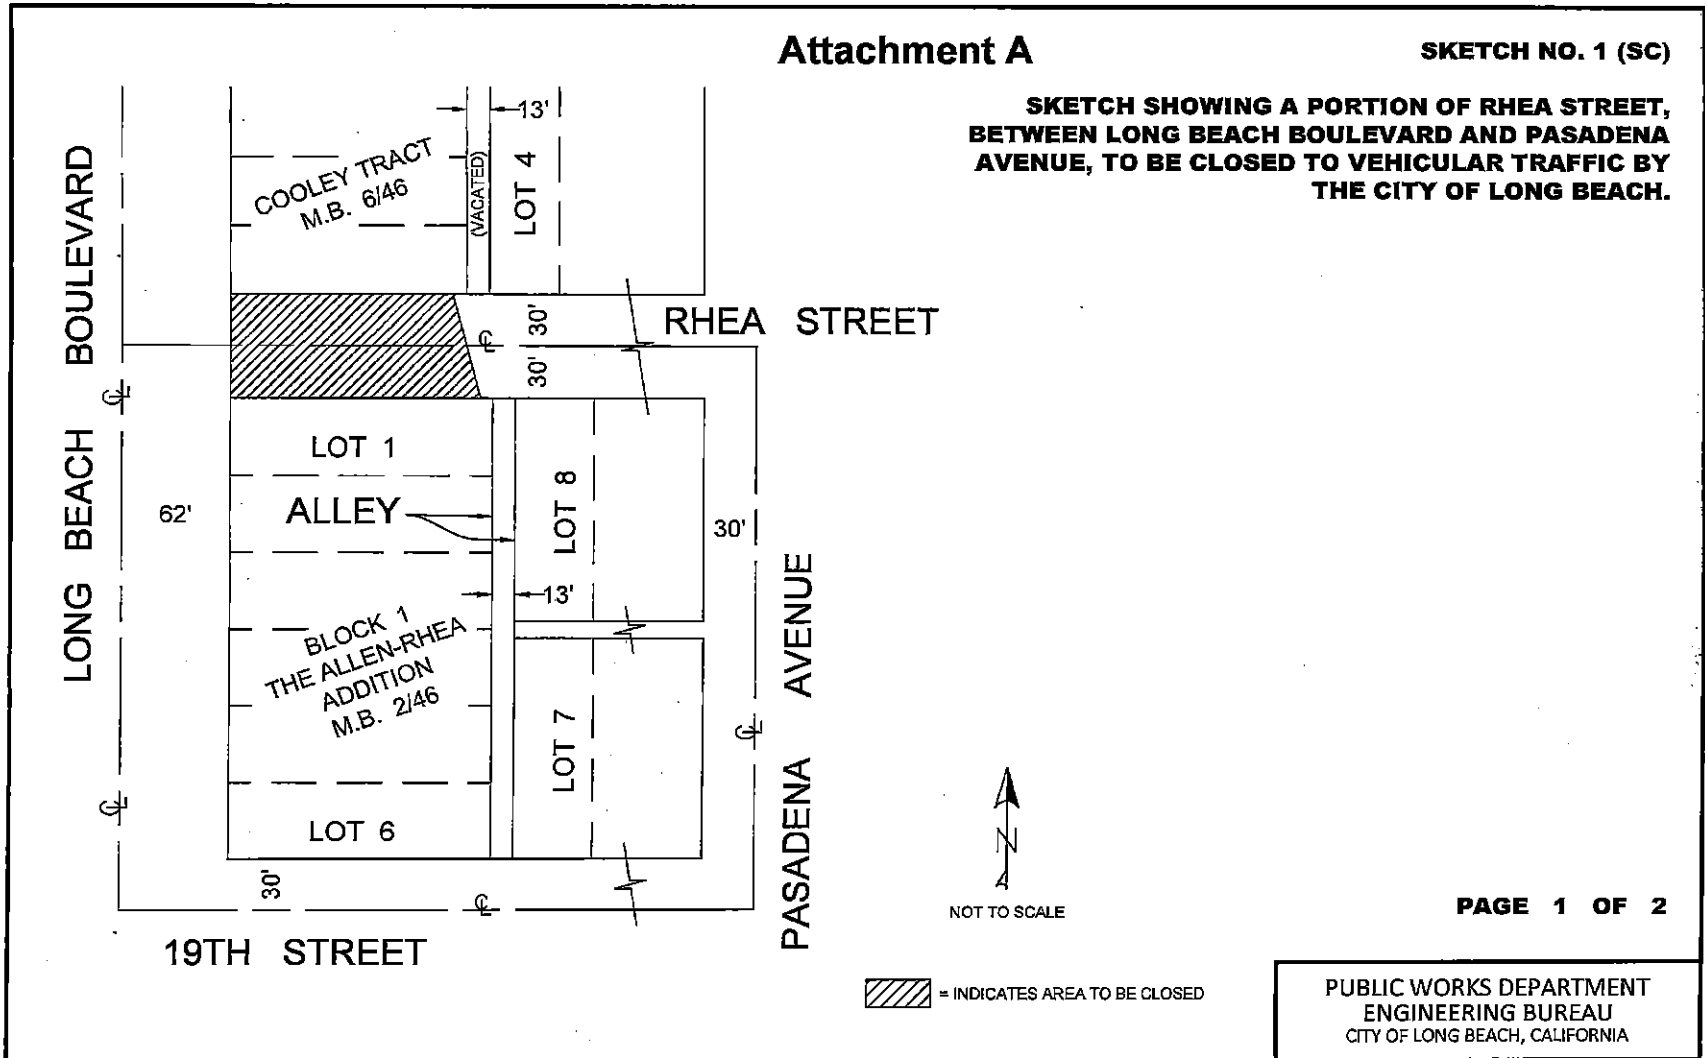 Attachment A
SKETCH NO. 1 (SC)
SKETCH SHOWING A PORTION OF RHEA STREET,
BETWEEN LONG BEACH BOULEVARD AND PASADENA
AVENUE, TO BE CLOSED TO VEHICULAR TRAFFIC BY
THE CITY OF LONG BEACH.
13'
COOLEY TRACT
M.B. 6/46
(VACATED)
LOT 4
LONG BEACH BOULEVARD
30'
RHEA STREET
℄
30'
℄
LOT 1
62'
ALLEY
LOT 8
30'
13'
BLOCK 1
THE ALLEN-RHEA
ADDITION
M.B. 2/46
LOT 7
PASADENA AVENUE
℄
℄
LOT 6
30'
℄
19TH STREET
N
NOT TO SCALE
PAGE 1 OF 2
= INDICATES AREA TO BE CLOSED
PUBLIC WORKS DEPARTMENT
ENGINEERING BUREAU
CITY OF LONG BEACH, CALIFORNIA